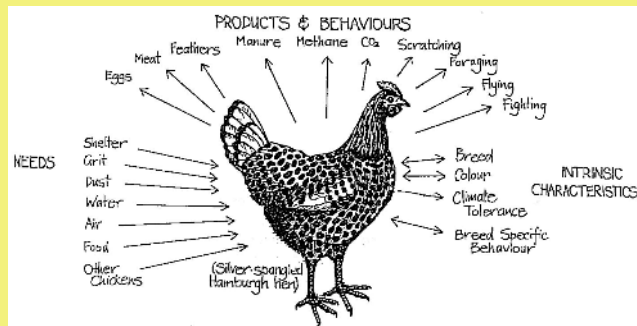 PRODUCTS & BEHAVIOURS
Eggs
Meat
Feathers
Manure
Methane
CO₂
Scratching
Foraging
Flying
Fighting
NEEDS
Shelter
Grit
Dust
Water
Air
Food
Other
Chickens
INTRINSIC
CHARACTERISTICS
Breed
Colour
Climate
Tolerance
Breed Specific
Behaviour
(Silver-spangled
Hamburgh hen)